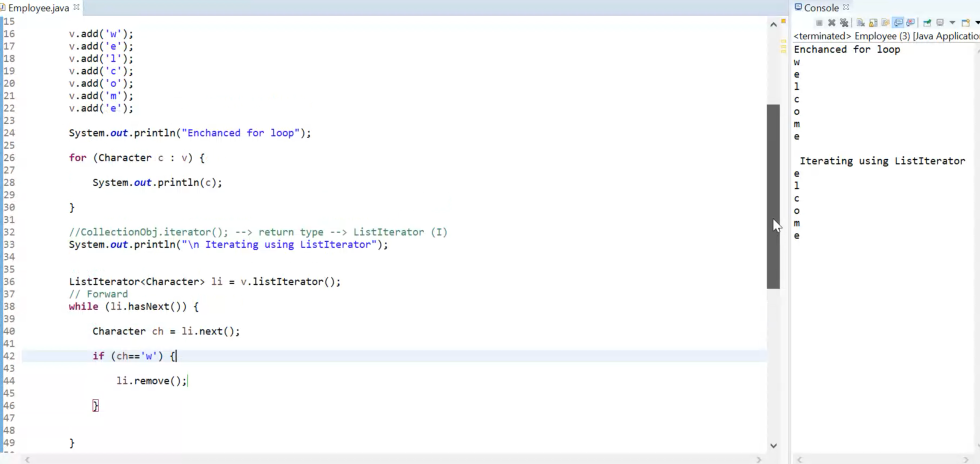 Employee.java
15
16 v.add('w');
17 v.add('e');
18 v.add('l');
19 v.add('c');
20 v.add('o');
21 v.add('m');
22 v.add('e');
23
24 System.out.println("Enchanced for loop");
25
26 for (Character c : v) {
27
28 System.out.println(c);
29
30 }
31
32 //CollectionObj.iterator(); --> return type --> ListIterator (I)
33 System.out.println("\n Iterating using ListIterator");
34
35
36 ListIterator<Character> li = v.listIterator();
37 // Forward
38 while (li.hasNext()) {
39
40 Character ch = li.next();
41
42 if (ch=='w') {
43
44 li.remove();
45
46 }
47
48
49 }
Console
<terminated> Employee (3) [Java Applicatio
Enchanced for loop
w
e
l
c
o
m
e
Iterating using ListIterator
e
l
c
o
m
e